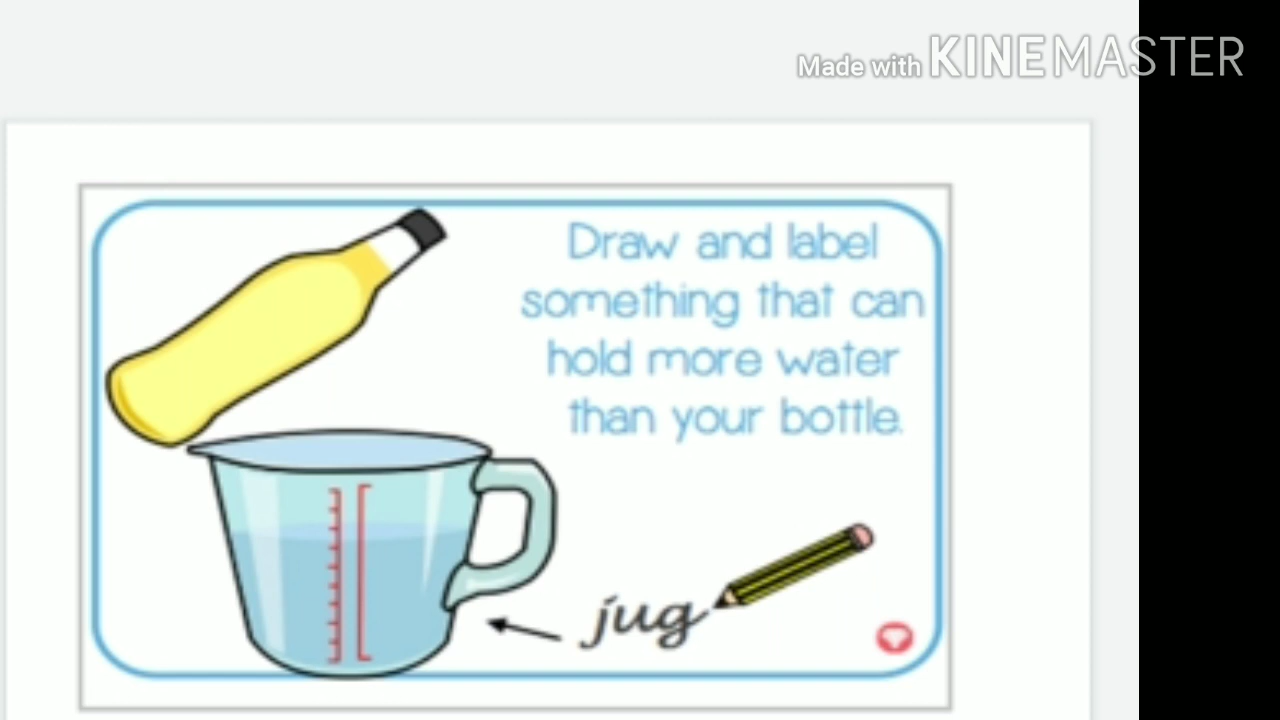 Made with KINEMASTER
Draw and label
something that can
hold more water
than your bottle.
jug